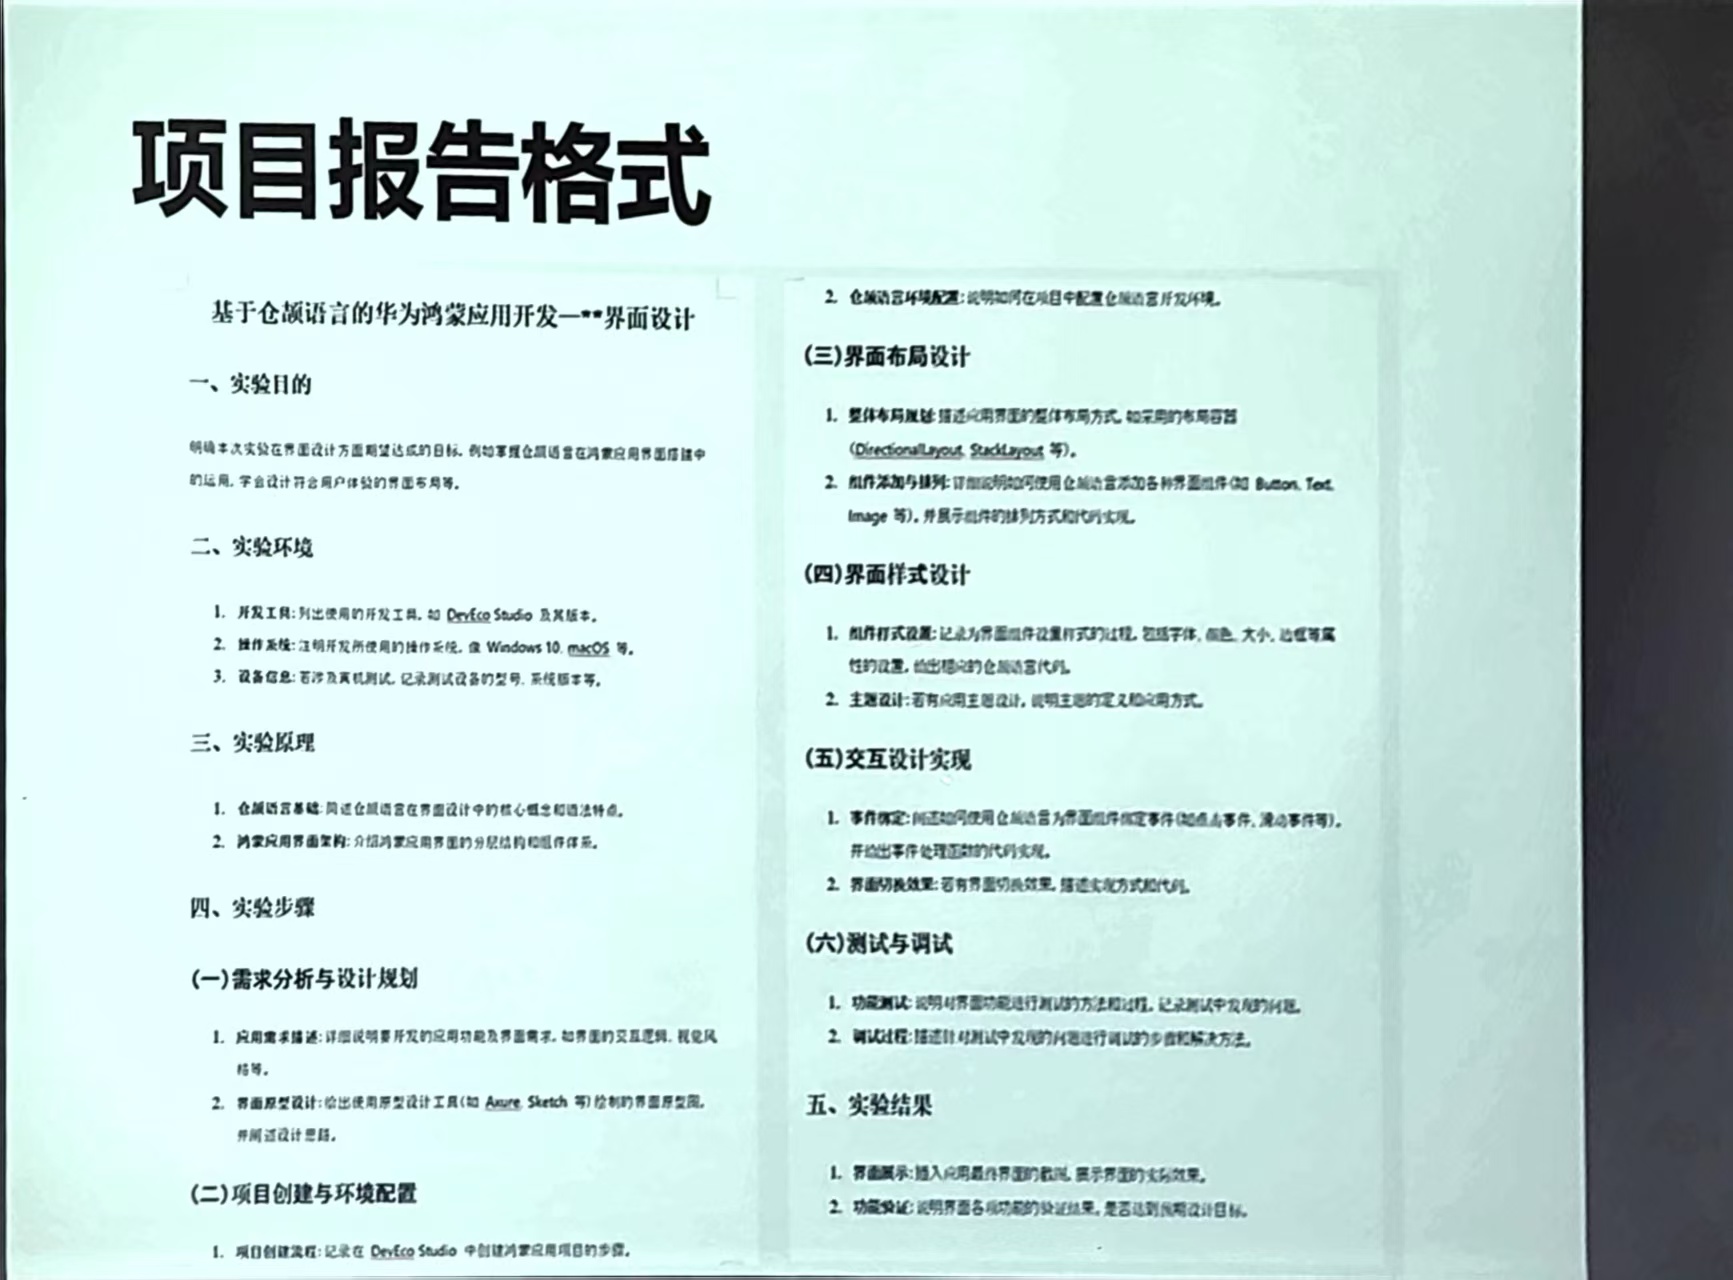 项目报告格式
基于仓颉语言的华为鸿蒙应用开发—**界面设计
一、实验目的
明确本次实验在界面设计方面期望达成的目标，例如掌握仓颉语言在鸿蒙应用界面搭建中
的运用，学会设计符合用户体验的界面布局等。
二、实验环境
1. 开发工具：列出使用的开发工具，如 DevEco Studio 及其版本。
2. 操作系统：注明开发所使用的操作系统，像 Windows 10、macOS 等。
3. 设备信息：若涉及真机测试，记录测试设备的型号、系统版本等。
三、实验原理
1. 仓颉语言基础：简述仓颉语言在界面设计中的核心概念和语法特点。
2. 鸿蒙应用界面架构：介绍鸿蒙应用界面的分层结构和组件体系。
四、实验步骤
(一)需求分析与设计规划
1. 应用需求描述：详细说明要开发的应用功能及界面需求，如界面的交互逻辑、视觉风
格等。
2. 界面原型设计：给出使用原型设计工具(如 Axure、Sketch 等)绘制的界面原型图，
并阐述设计思路。
(二)项目创建与环境配置
1. 项目创建流程：记录在 DevEco Studio 中创建鸿蒙应用项目的步骤。
2. 仓颉语言环境配置：说明如何在项目中配置仓颉语言开发环境。
(三)界面布局设计
1. 整体布局规划：描述应用界面的整体布局方式，如采用的布局容器
(DirectionalLayout、StackLayout 等)。
2. 组件添加与排列：详细说明如何使用仓颉语言添加各种界面组件(如 Button、Text、
Image 等)，并展示组件的排列方式和代码实现。
(四)界面样式设计
1. 组件样式设置：记录为界面组件设置样式的过程，包括字体、颜色、大小、边框等属
性的设置，给出相应的仓颉语言代码。
2. 主题设计：若有应用主题设计，说明主题的定义和应用方式。
(五)交互设计实现
1. 事件绑定：阐述如何使用仓颉语言为界面组件绑定事件(如点击事件、滑动事件等)，
并给出事件处理函数的代码实现。
2. 界面切换效果：若有界面切换效果，描述实现方式和代码。
(六)测试与调试
1. 功能测试：说明对界面功能进行测试的方法和过程，记录测试中发现的问题。
2. 调试过程：描述针对测试中发现的问题进行调试的步骤和解决方法。
五、实验结果
1. 界面展示：插入应用最终界面的截图，展示界面的实际效果。
2. 功能验证：说明界面各项功能的验证结果，是否达到预期设计目标。